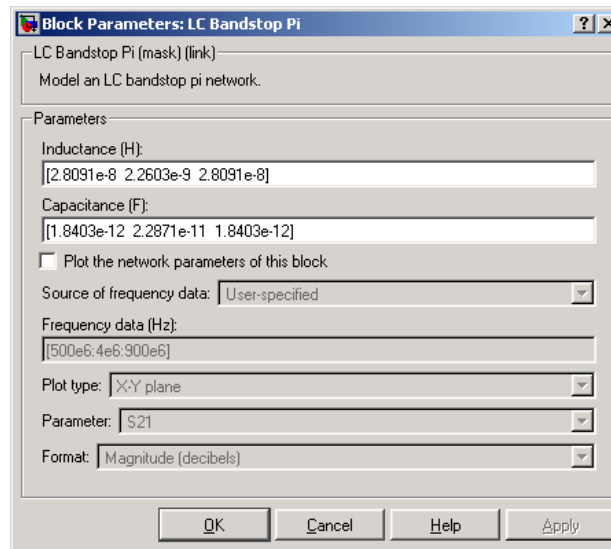 Block Parameters: LC Bandstop Pi
LC Bandstop Pi (mask) (link)
Model an LC bandstop pi network.
Parameters
Inductance (H):
[2.8091e-8 2.2603e-9 2.8091e-8]
Capacitance (F):
[1.8403e-12 2.2871e-11 1.8403e-12]
Plot the network parameters of this block
Source of frequency data: User-specified
Frequency data (Hz):
[500e6:4e6:900e6]
Plot type: X-Y plane
Parameter: S21
Format: Magnitude (decibels)
OK Cancel Help Apply